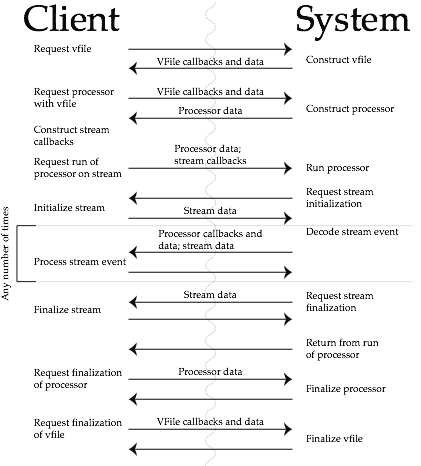 Client
System
Request vfile
VFile callbacks and data
Construct vfile
Request processor
with vfile
VFile callbacks and data
Construct processor
Processor data
Construct stream
callbacks
Processor data;
stream callbacks
Request run of
processor on stream
Run processor
Request stream
initialization
Initialize stream
Stream data
Any number of times
Decode stream event
Processor callbacks and
data; stream data
Process stream event
Stream data
Request stream
finalization
Finalize stream
Return from run
of processor
Request finalization
of processor
Processor data
Finalize processor
Request finalization
of vfile
VFile callbacks and data
Finalize vfile